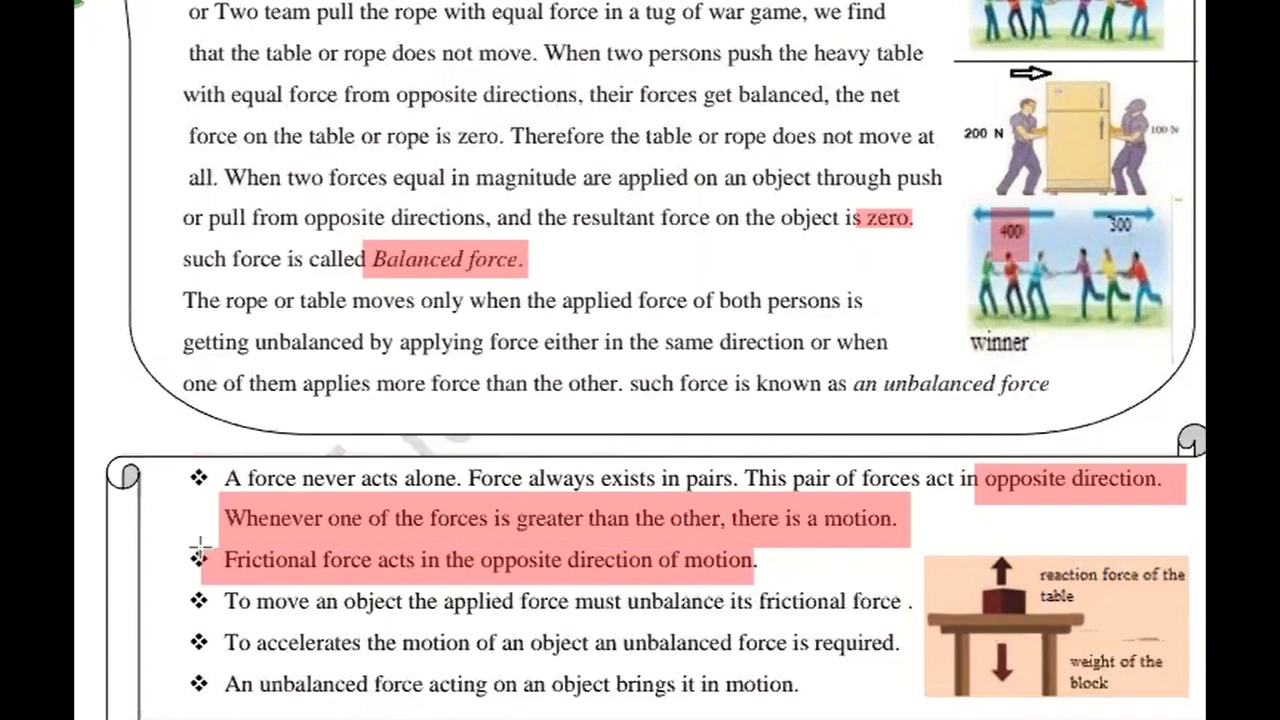 or Two team pull the rope with equal force in a tug of war game, we find
that the table or rope does not move. When two persons push the heavy table
with equal force from opposite directions, their forces get balanced, the net
force on the table or rope is zero. Therefore the table or rope does not move at
all. When two forces equal in magnitude are applied on an object through push
or pull from opposite directions, and the resultant force on the object is zero.
such force is called Balanced force.
The rope or table moves only when the applied force of both persons is
getting unbalanced by applying force either in the same direction or when
one of them applies more force than the other. such force is known as an unbalanced force
200 N
100 N
400
300
winner
❖ A force never acts alone. Force always exists in pairs. This pair of forces act in opposite direction.
Whenever one of the forces is greater than the other, there is a motion.
❖ Frictional force acts in the opposite direction of motion.
❖ To move an object the applied force must unbalance its frictional force .
❖ To accelerates the motion of an object an unbalanced force is required.
❖ An unbalanced force acting on an object brings it in motion.
reaction force of the
table
weight of the
block